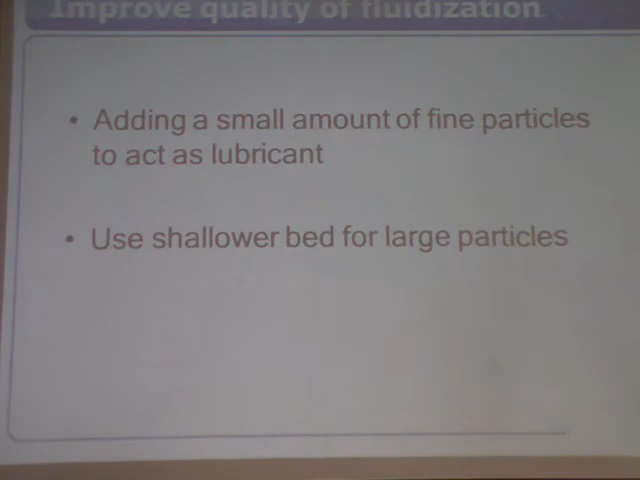 Improve quality of fluidization
• Adding a small amount of fine particles
to act as lubricant
• Use shallower bed for large particles